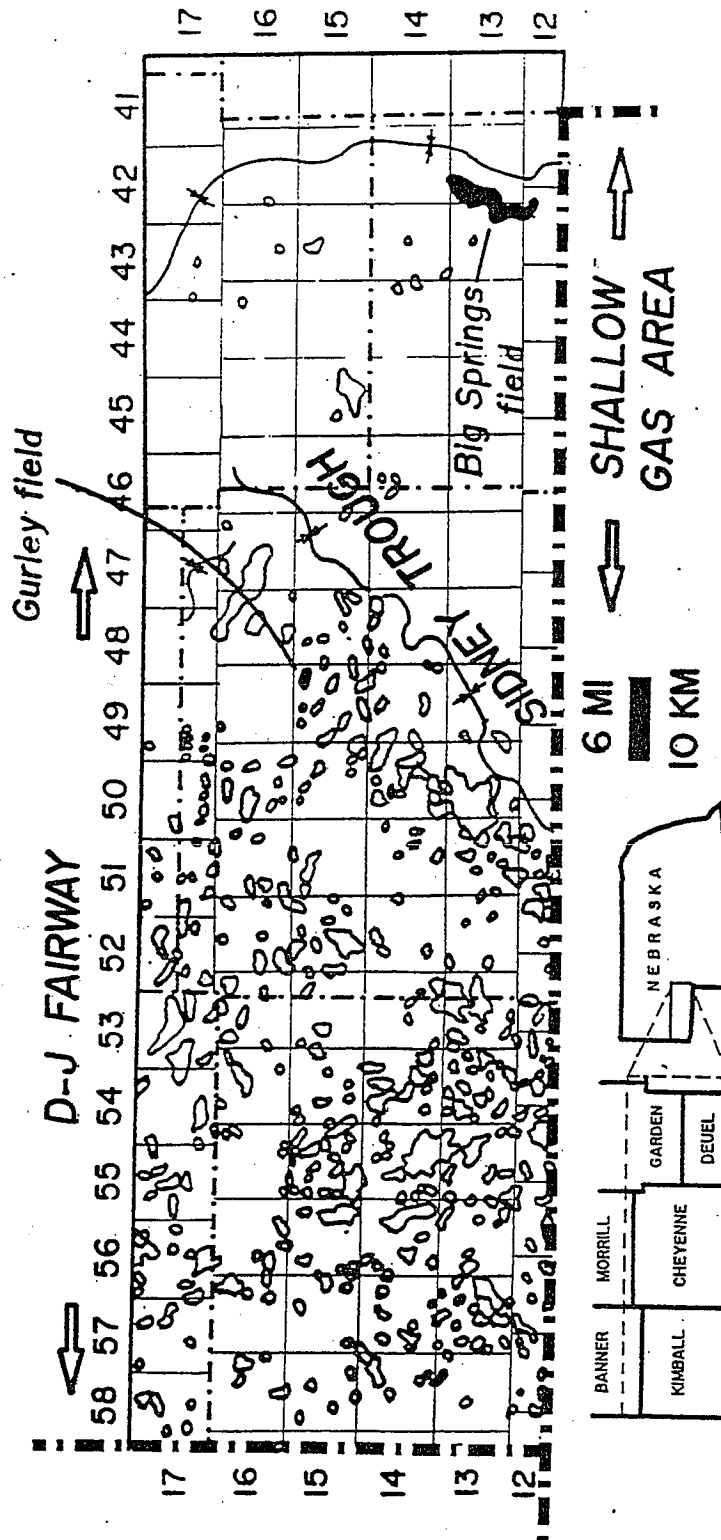 Gurley field
D-J FAIRWAY
58 57 56 55 54 53 52 51 50 49 48 47 46 45 44 43 42 41
17 17
16 16
15 15
14 14
13 13
12 12
SIDNEY TROUGH
Big Springs
field
SHALLOW
GAS AREA
6 MI
10 KM
NEBRASKA
BANNER MORRILL
GARDEN
KIMBALL CHEYENNE DEUEL